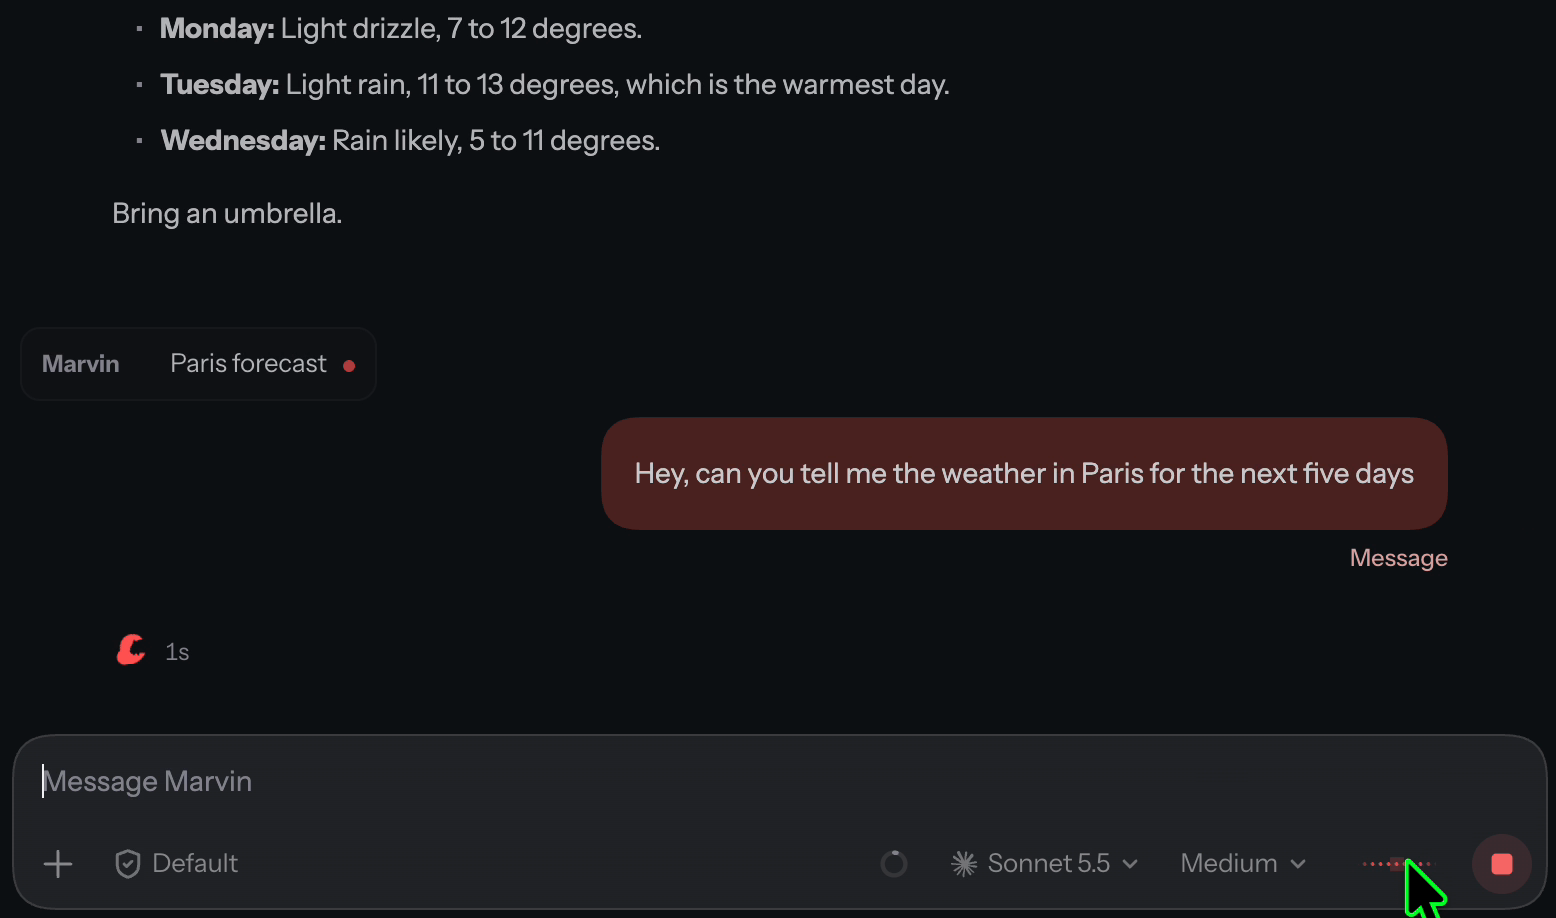 Monday: Light drizzle, 7 to 12 degrees.
Tuesday: Light rain, 11 to 13 degrees, which is the warmest day.
Wednesday: Rain likely, 5 to 11 degrees.
Bring an umbrella.
Marvin Paris forecast
Hey, can you tell me the weather in Paris for the next five days
Message
1s
Message Marvin
Default Sonnet 5.5 Medium